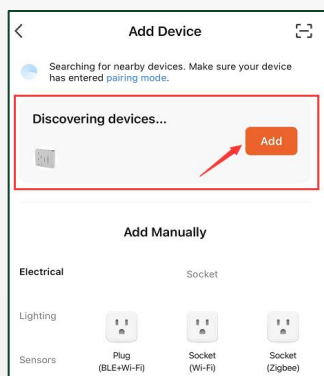 Add Device
Searching for nearby devices. Make sure your device
has entered pairing mode.
Discovering devices...
Add
Add Manually
Electrical
Socket
Lighting
Sensors
Plug
(BLE+Wi-Fi)
Socket
(Wi-Fi)
Socket
(Zigbee)